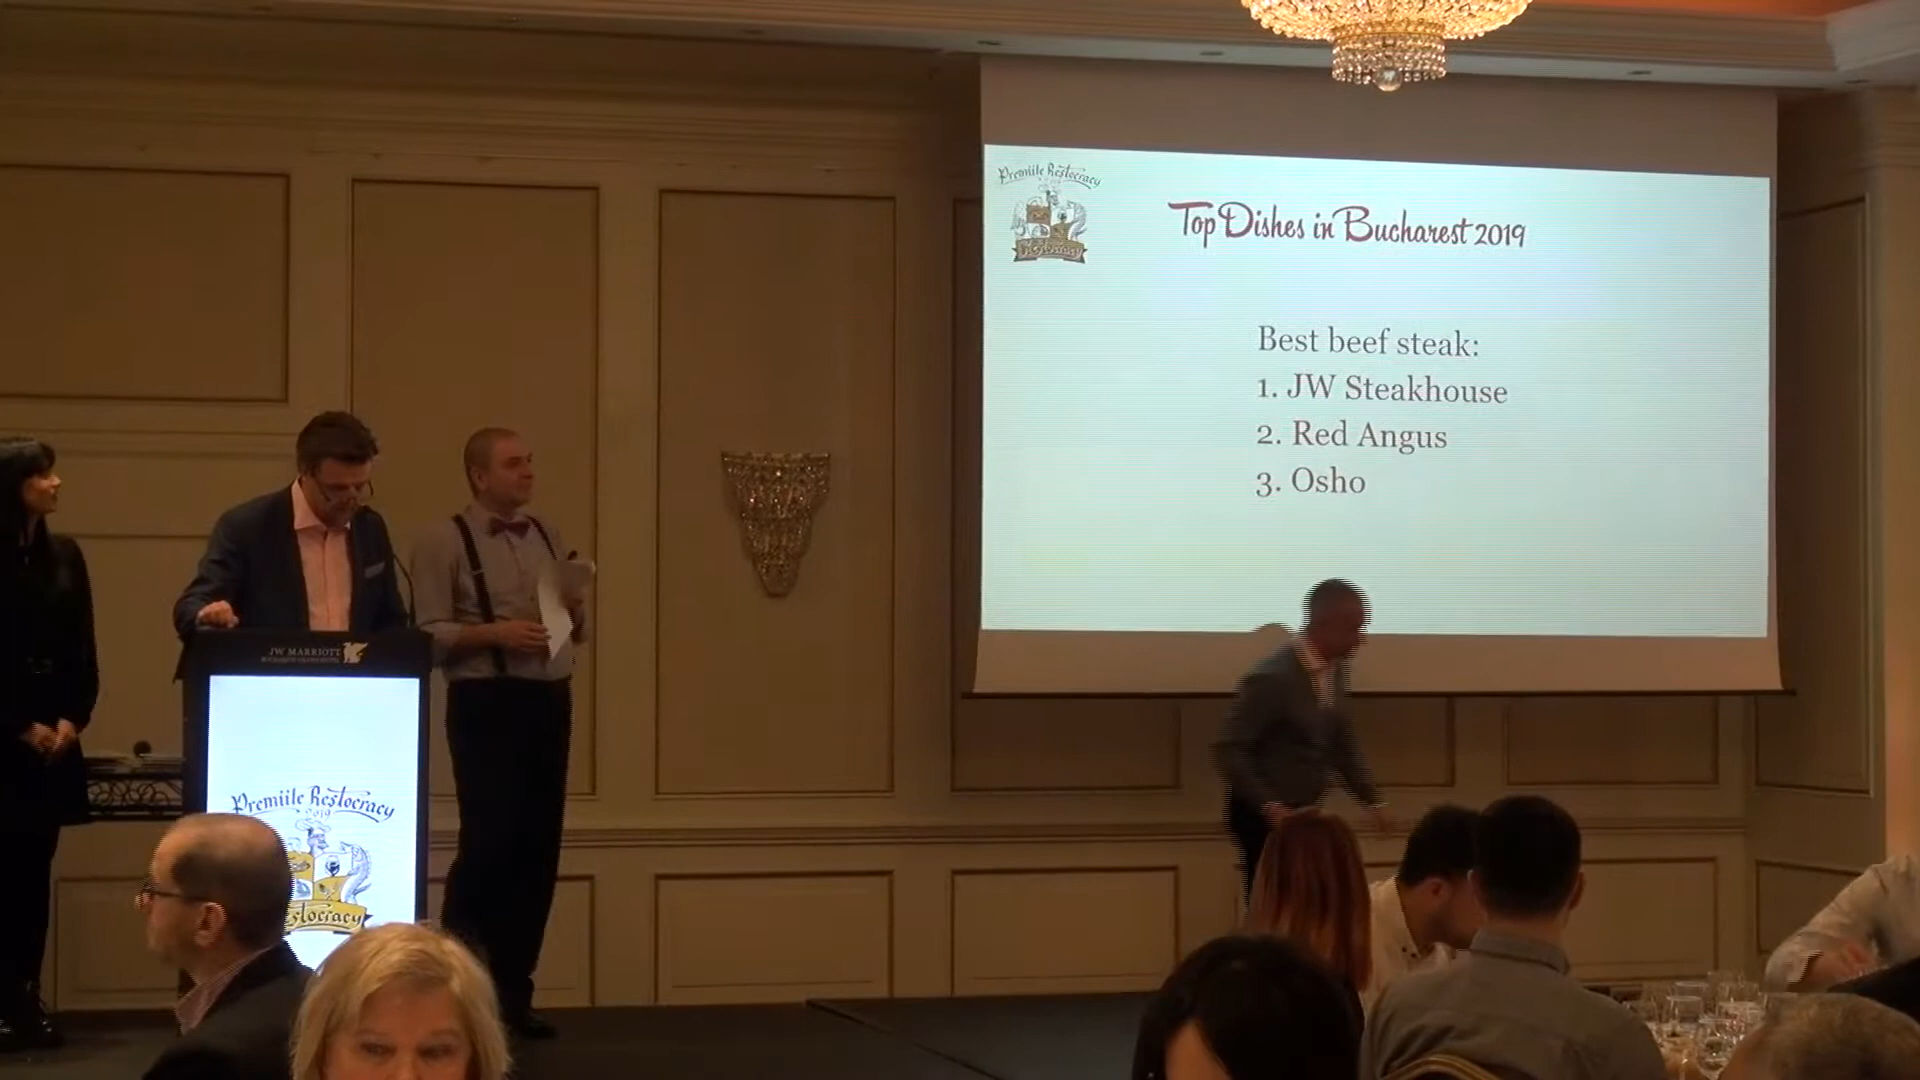 Premiile Restocracy
Restocracy
Top Dishes in Bucharest 2019
Best beef steak:
1. JW Steakhouse
2. Red Angus
3. Osho
JW MARRIOTT
Premiile Restocracy
2019